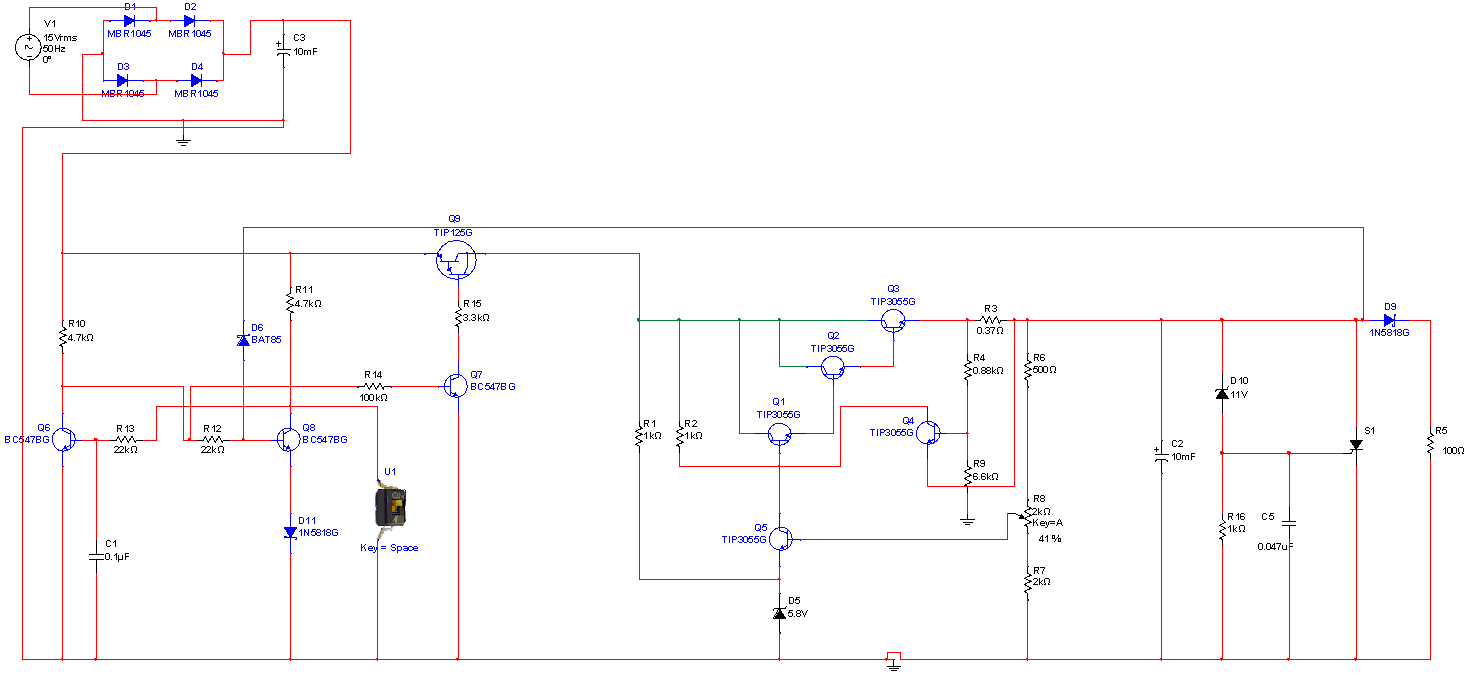 V1
15Vrms
50Hz
0°
D1
MBR1045
D2
MBR1045
D3
MBR1045
D4
MBR1045
C3
10mF
Q9
TIP125G
R10
4.7kΩ
R11
4.7kΩ
R15
3.3kΩ
D6
BAT85
R14
100kΩ
Q7
BC547BG
Q6
BC547BG
R13
22kΩ
R12
22kΩ
Q8
BC547BG
U1
Key = Space
D11
1N5818G
C1
0.1µF
Q3
TIP3055G
R3
0.37Ω
Q2
TIP3055G
R4
0.88kΩ
R6
500Ω
Q1
TIP3055G
Q4
TIP3055G
R1
1kΩ
R2
1kΩ
R9
6.6kΩ
R8
2kΩ
Key=A
41 %
Q5
TIP3055G
R7
2kΩ
D5
5.8V
D9
1N5818G
D10
11V
C2
10mF
S1
R5
100Ω
R16
1kΩ
C5
0.047uF